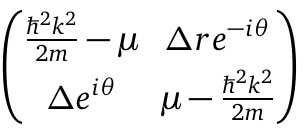 \begin{pmatrix} \frac{\hbar^2 k^2}{2m} - \mu & \Delta r e^{-i\theta} \\ \Delta e^{i\theta} & \mu - \frac{\hbar^2 k^2}{2m} \end{pmatrix}